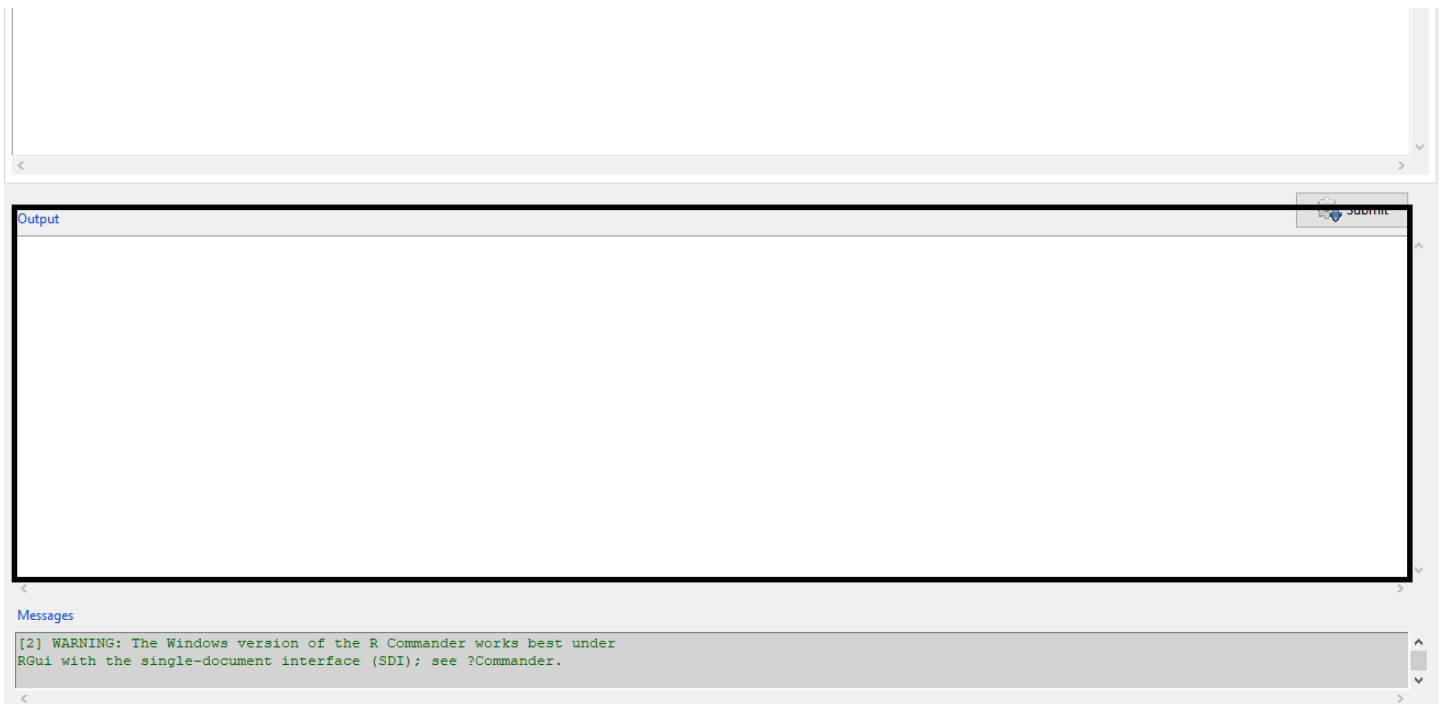 Submit
Output
Messages
[2] WARNING: The Windows version of the R Commander works best under
RGui with the single-document interface (SDI); see ?Commander.